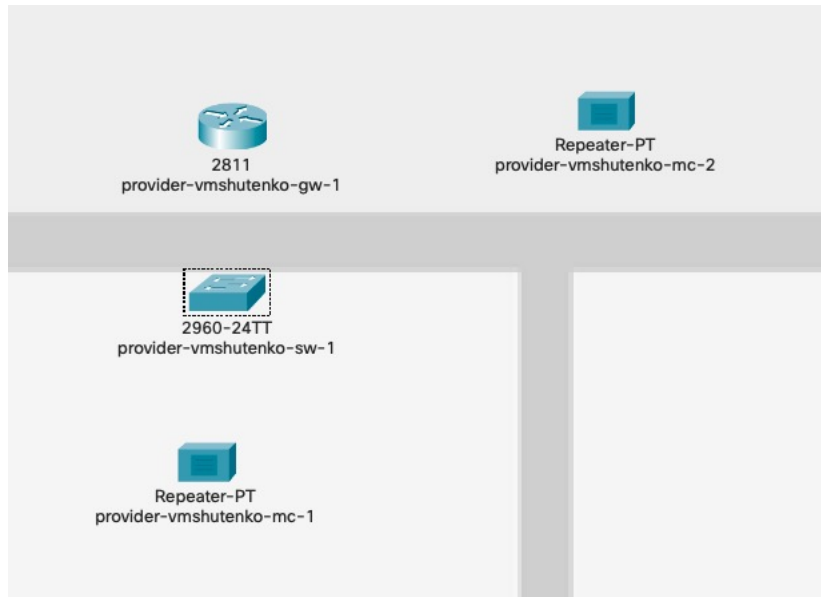 2811
provider-vmshutenko-gw-1
Repeater-PT
provider-vmshutenko-mc-2
2960-24TT
provider-vmshutenko-sw-1
Repeater-PT
provider-vmshutenko-mc-1